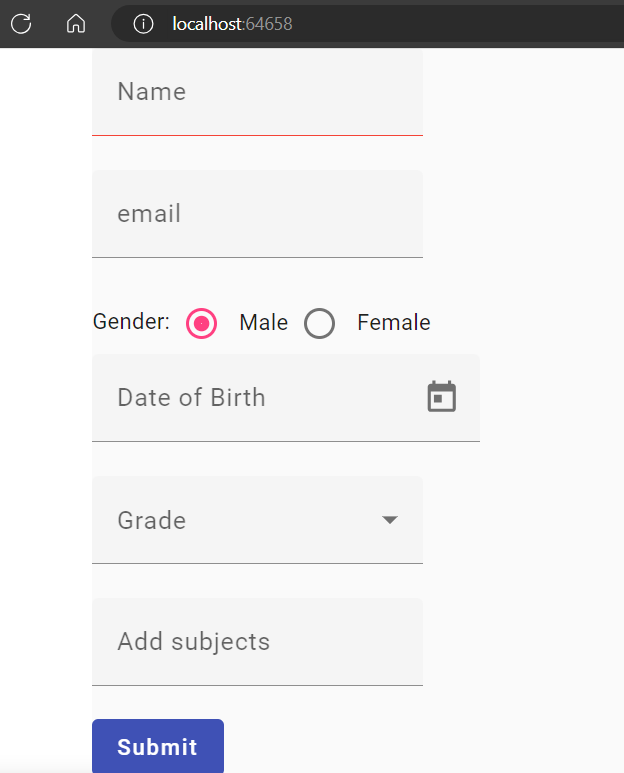 localhost:64658
Name
email
Gender: Male Female
Date of Birth
Grade
Add subjects
Submit